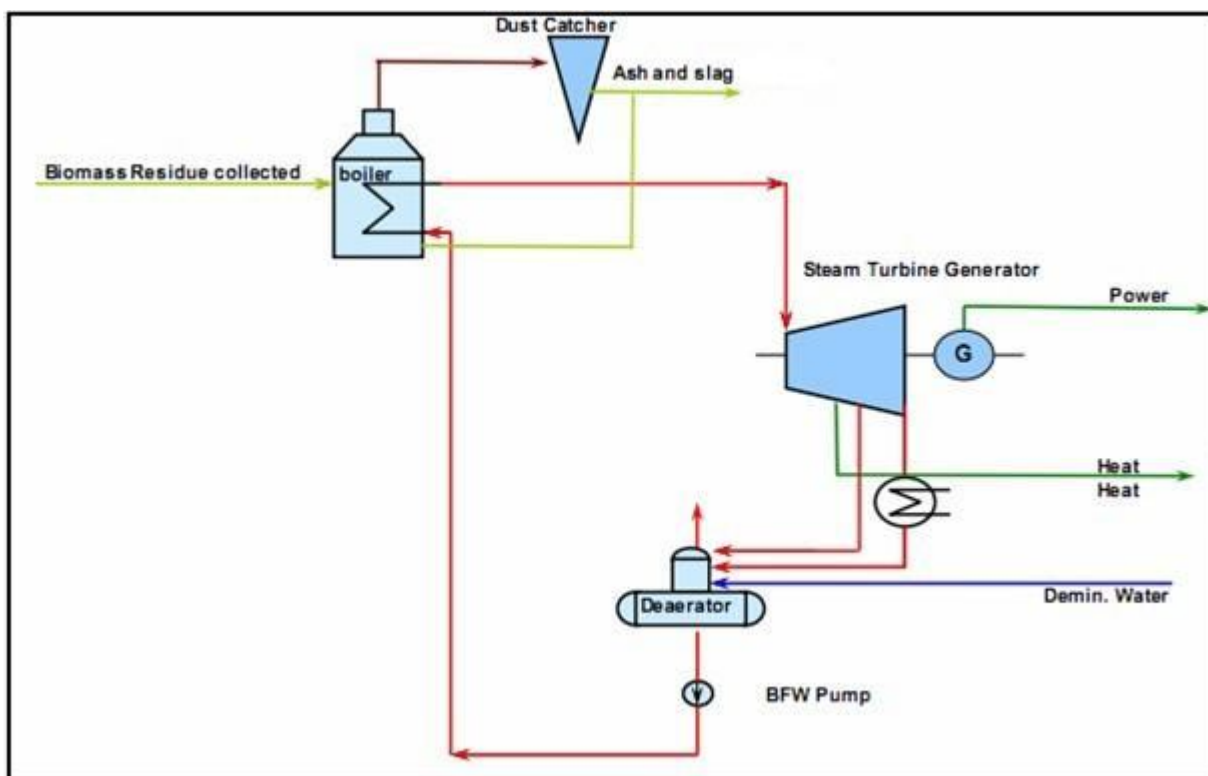 Dust Catcher
Ash and slag
Biomass Residue collected
boiler
Steam Turbine Generator
Power
G
Heat
Heat
Deaerator
Demin. Water
BFW Pump